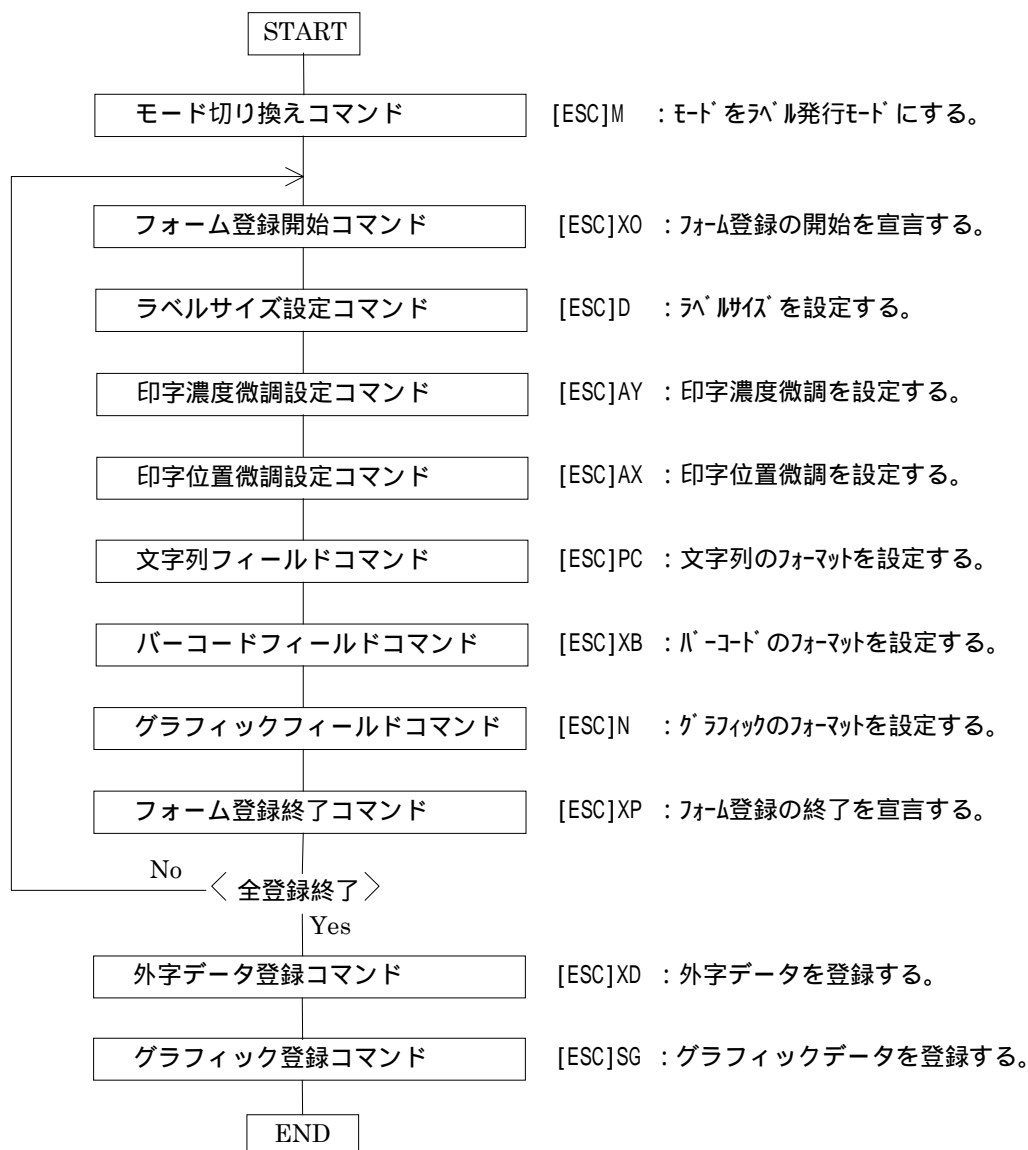 START
モード切り換えコマンド [ESC]M ：ﾓｰﾄﾞをﾗﾍﾞﾙ発行ﾓｰﾄﾞにする。
フォーム登録開始コマンド [ESC]XO ：ﾌｫｰﾑ登録の開始を宣言する。
ラベルサイズ設定コマンド [ESC]D ：ﾗﾍﾞﾙｻｲｽﾞを設定する。
印字濃度微調設定コマンド [ESC]AY ：印字濃度微調を設定する。
印字位置微調設定コマンド [ESC]AX ：印字位置微調を設定する。
文字列フィールドコマンド [ESC]PC ：文字列のﾌｫｰﾏｯﾄを設定する。
バーコードフィールドコマンド [ESC]XB ：ﾊﾞｰｺｰﾄﾞのﾌｫｰﾏｯﾄを設定する。
グラフィックフィールドコマンド [ESC]N ：ｸﾞﾗﾌｨｯｸのﾌｫｰﾏｯﾄを設定する。
フォーム登録終了コマンド [ESC]XP ：ﾌｫｰﾑ登録の終了を宣言する。
No
全登録終了
Yes
外字データ登録コマンド [ESC]XD ：外字データを登録する。
グラフィック登録コマンド [ESC]SG ：グラフィックデータを登録する。
END